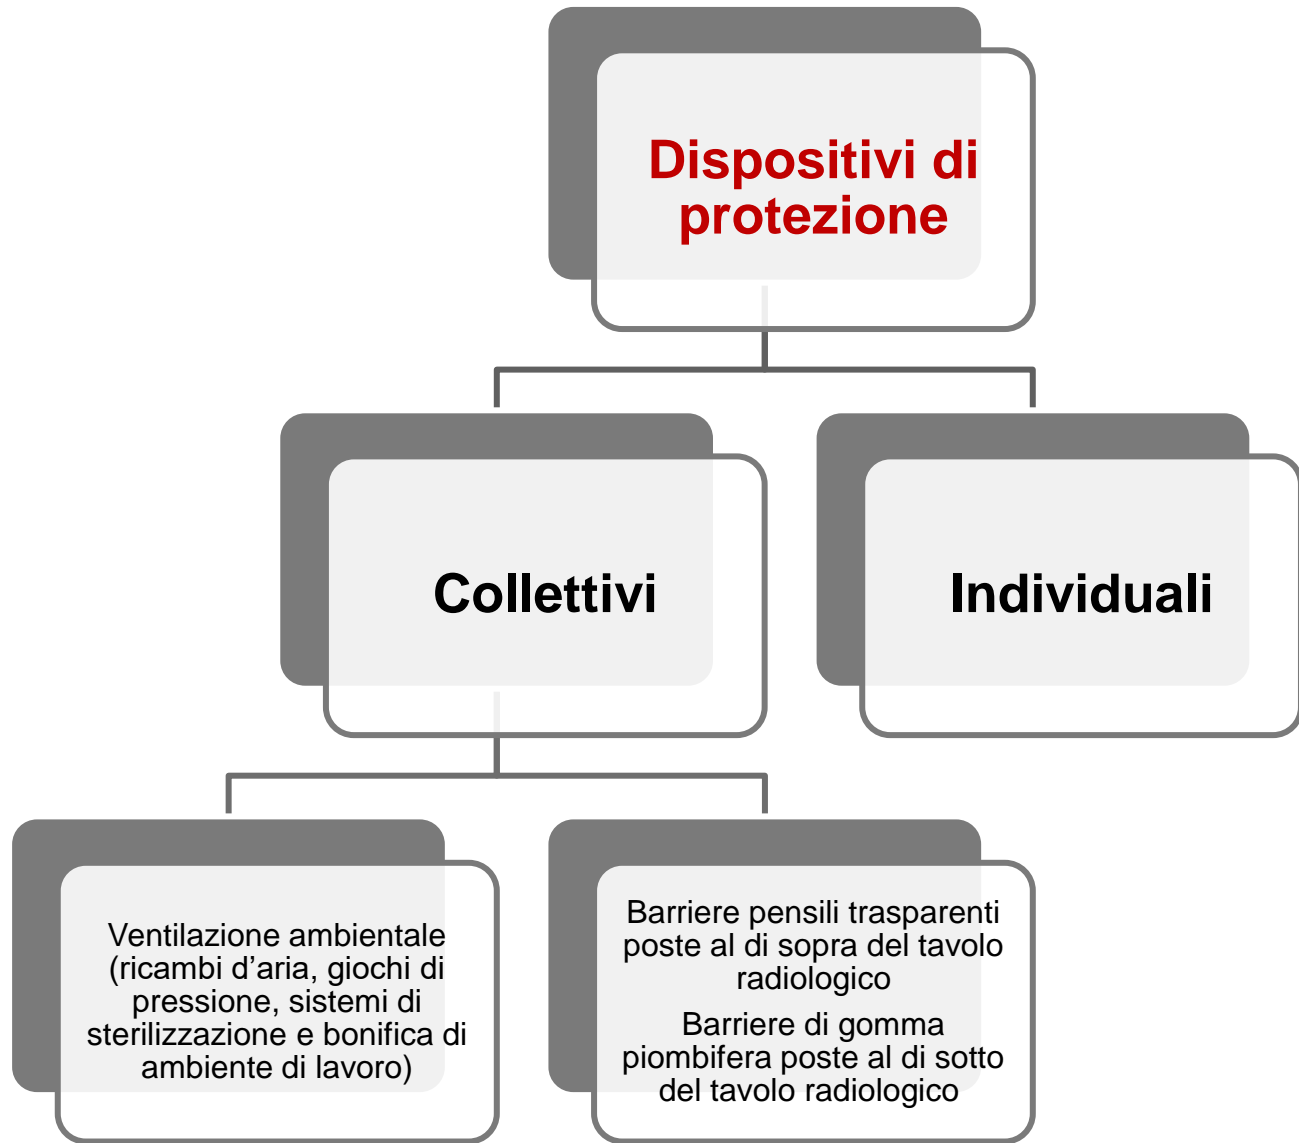 Dispositivi di
protezione
Collettivi
Individuali
Ventilazione ambientale
(ricambi d’aria, giochi di
pressione, sistemi di
sterilizzazione e bonifica di
ambiente di lavoro)
Barriere pensili trasparenti
poste al di sopra del tavolo
radiologico
Barriere di gomma
piombifera poste al di sotto
del tavolo radiologico